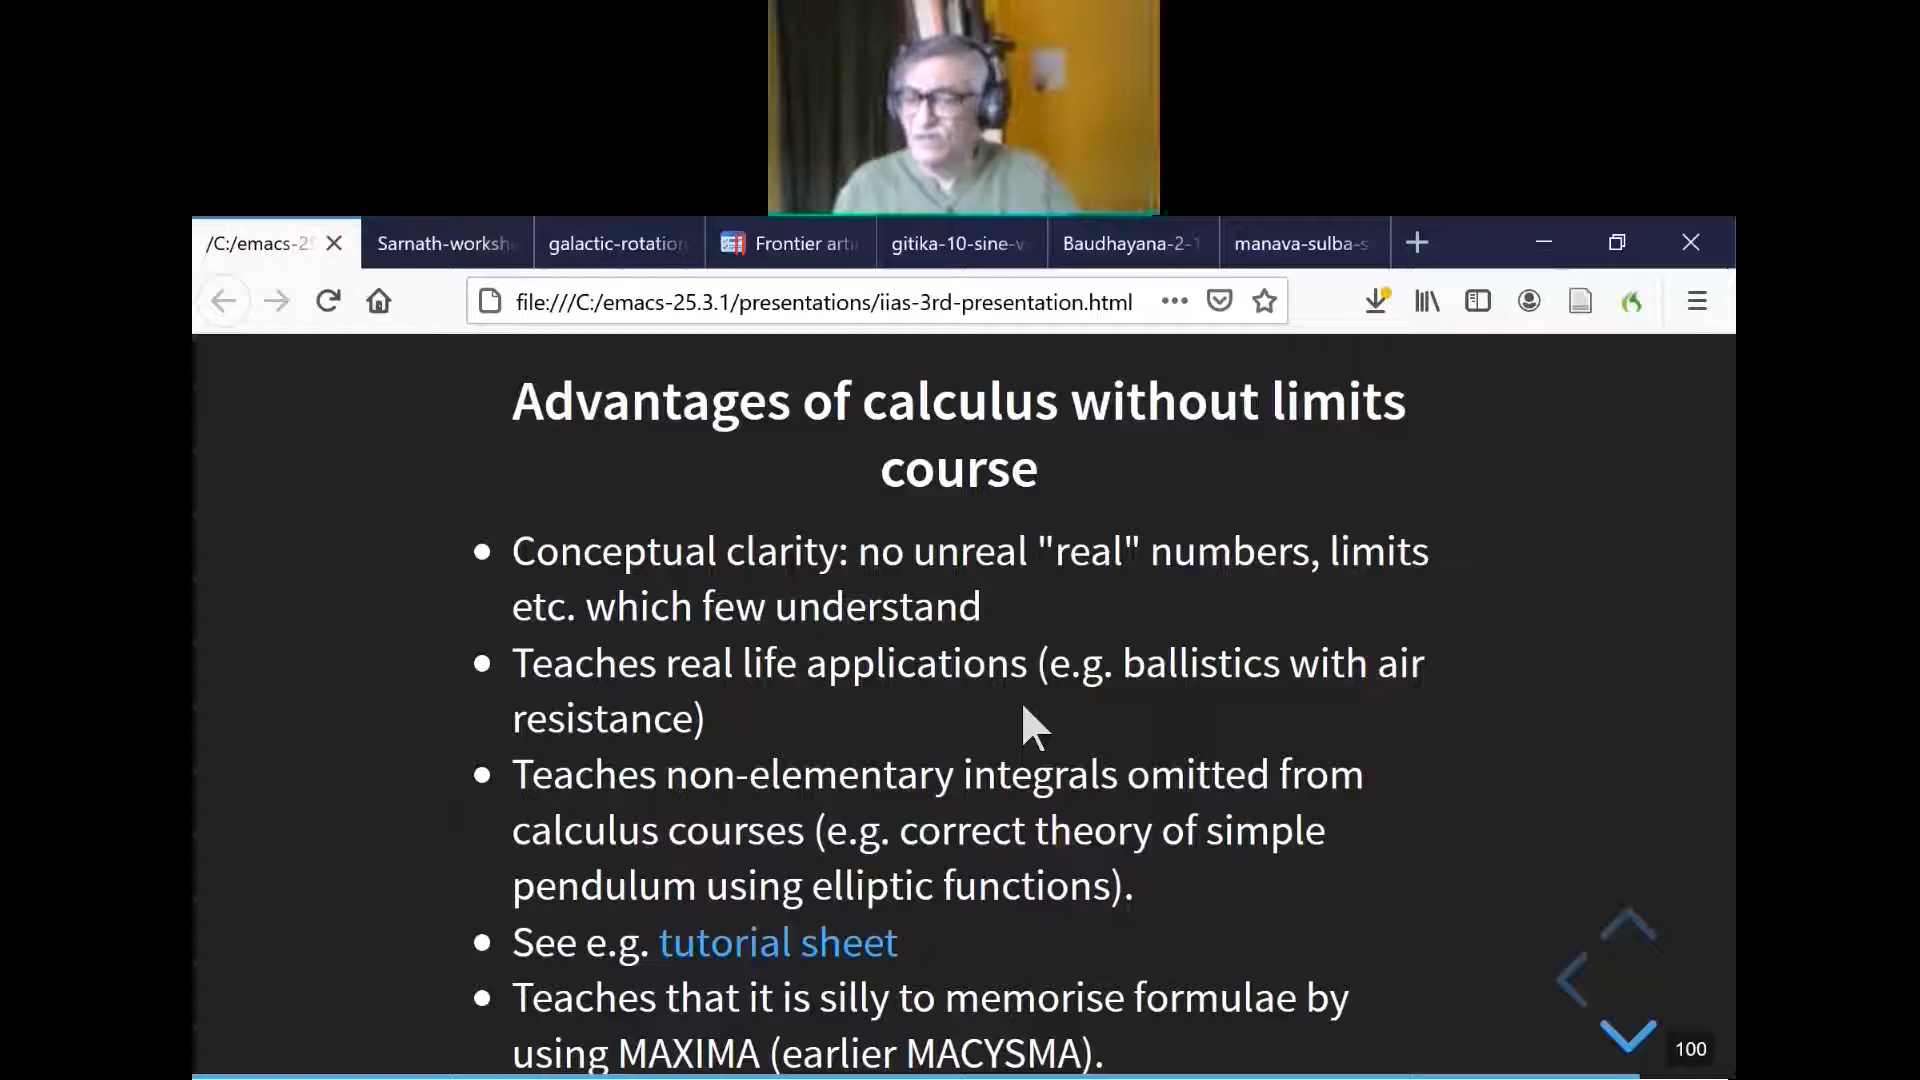 /C:/emacs-25
Sarnath-worksh
galactic-rotation
Frontier arti
gitika-10-sine-v
Baudhayana-2-1
manava-sulba-s
file:///C:/emacs-25.3.1/presentations/iias-3rd-presentation.html
Advantages of calculus without limits
course
Conceptual clarity: no unreal "real" numbers, limits
etc. which few understand
Teaches real life applications (e.g. ballistics with air
resistance)
Teaches non-elementary integrals omitted from
calculus courses (e.g. correct theory of simple
pendulum using elliptic functions).
See e.g. tutorial sheet
Teaches that it is silly to memorise formulae by
using MAXIMA (earlier MACYSMA).
100